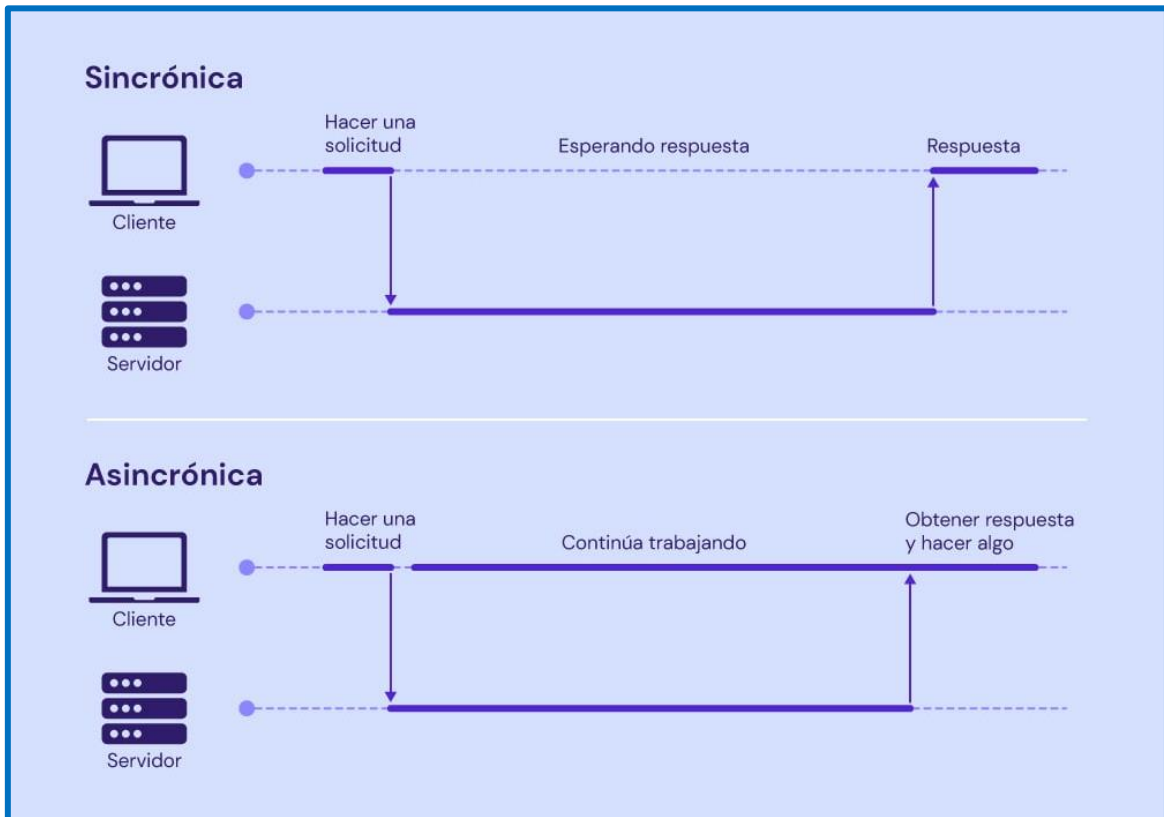 Sincrónica
Hacer una
solicitud
Esperando respuesta
Respuesta
Cliente
Servidor
Asincrónica
Hacer una
solicitud
Continúa trabajando
Obtener respuesta
y hacer algo
Cliente
Servidor